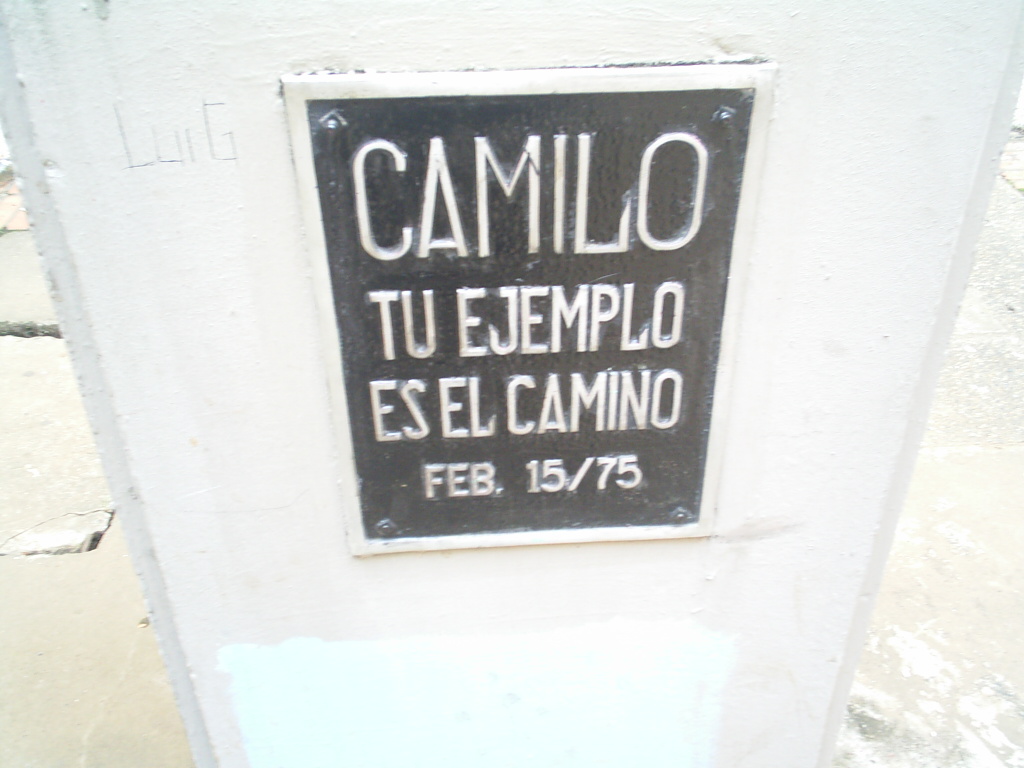 CAMILO
TU EJEMPLO
ES EL CAMINO
FEB. 15/75